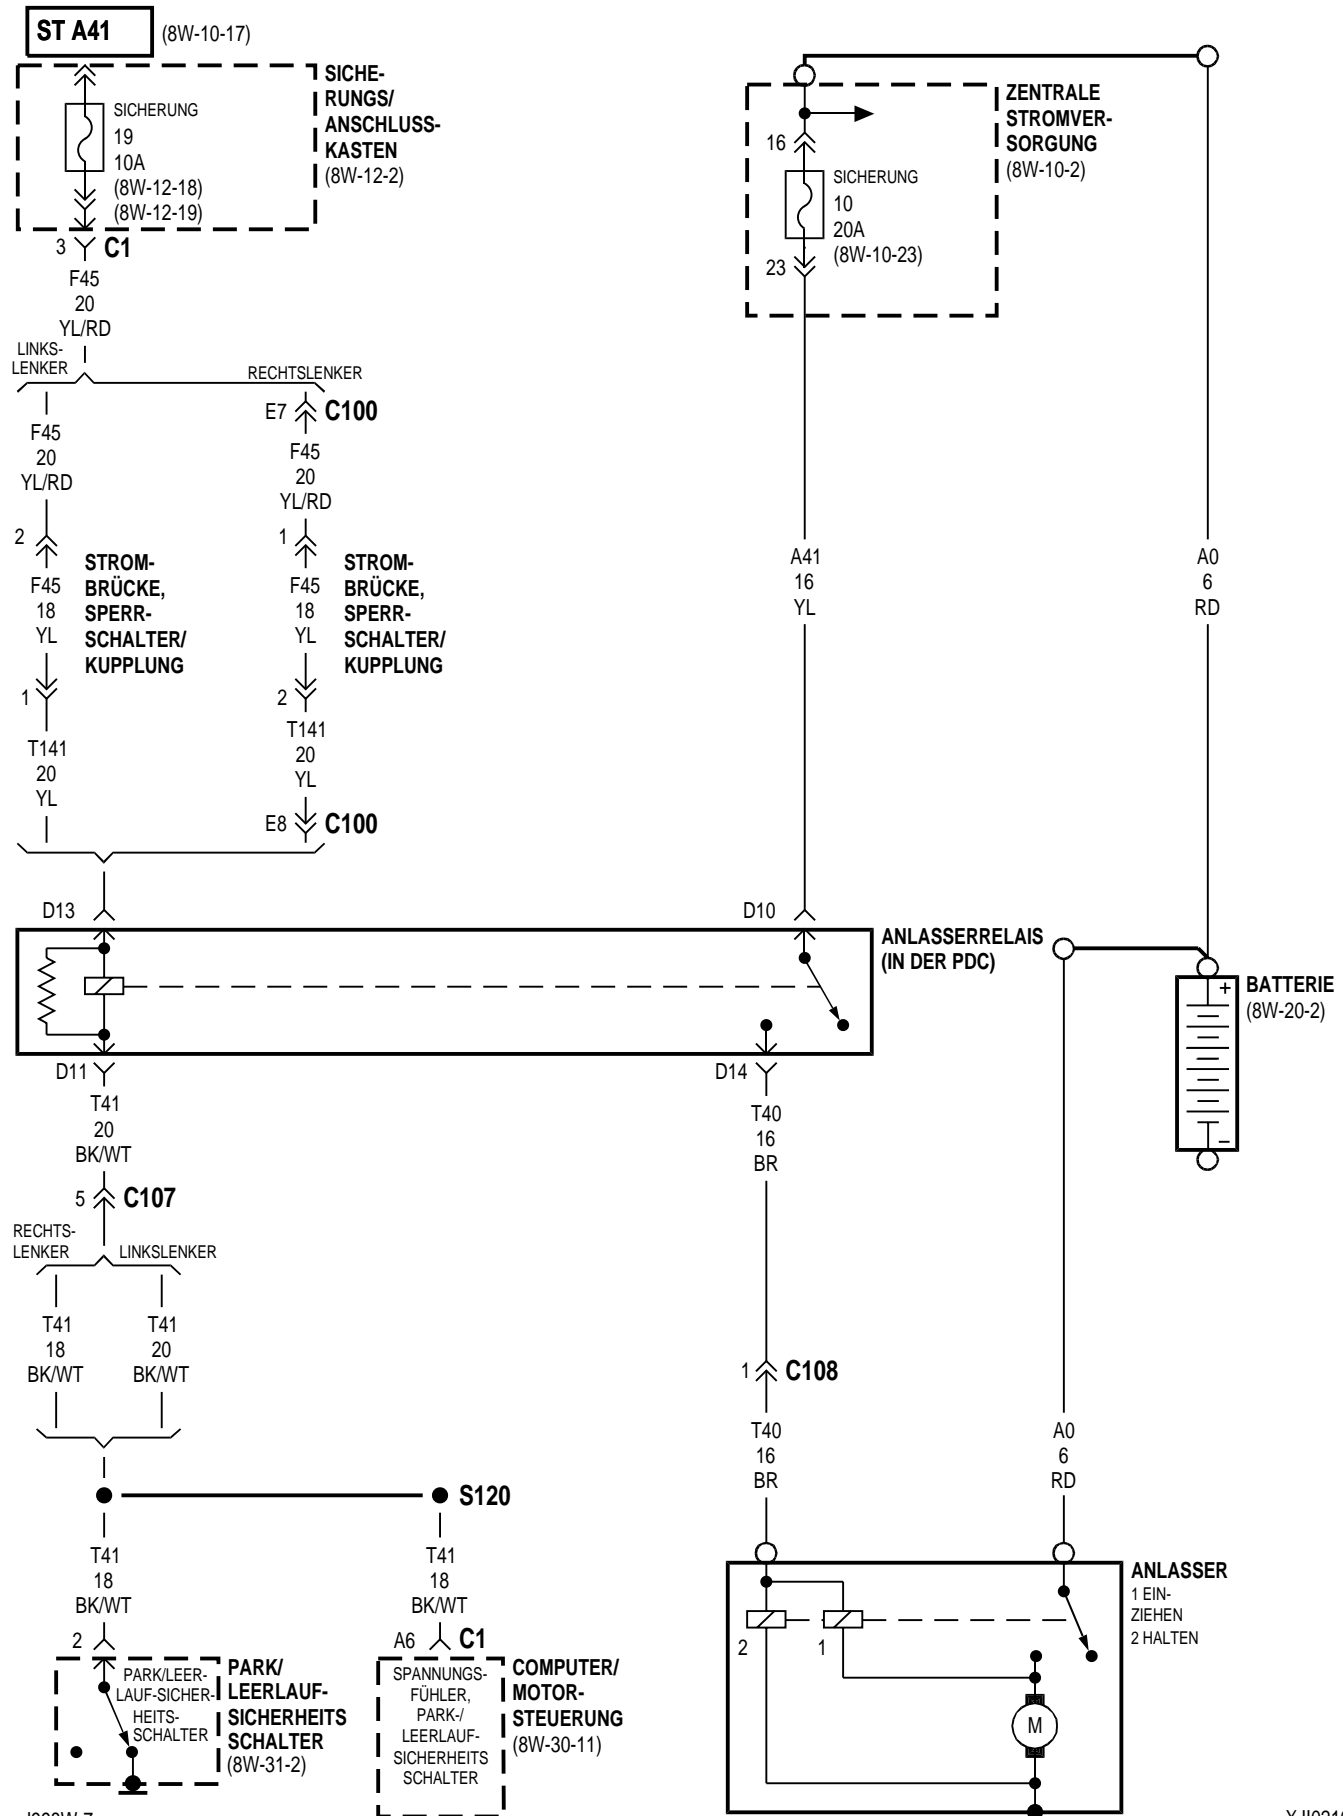 ST A41
(8W-10-17)
SICHE-
RUNGS/
ANSCHLUSS-
KASTEN
(8W-12-2)
SICHERUNG
19
10A
(8W-12-18)
(8W-12-19)
3
C1
F45
20
YL/RD
LINKS-
LENKER
RECHTSLENKER
F45
20
YL/RD
2
F45
18
YL
1
T141
20
YL
STROM-
BRÜCKE,
SPERR-
SCHALTER/
KUPPLUNG
E7
C100
F45
20
YL/RD
1
F45
18
YL
2
T141
20
YL
E8
C100
STROM-
BRÜCKE,
SPERR-
SCHALTER/
KUPPLUNG
ZENTRALE
STROMVER-
SORGUNG
(8W-10-2)
16
SICHERUNG
10
20A
(8W-10-23)
23
A41
16
YL
A0
6
RD
D13
D10
ANLASSERRELAIS
(IN DER PDC)
BATTERIE
(8W-20-2)
+
–
D11
D14
T41
20
BK/WT
5
C107
RECHTS-
LENKER
LINKSLENKER
T41
18
BK/WT
T41
20
BK/WT
T40
16
BR
1
C108
T40
16
BR
A0
6
RD
S120
T41
18
BK/WT
T41
18
BK/WT
2
A6
C1
PARK/LEER-
LAUF-SICHER-
HEITS-
SCHALTER
PARK/
LEERLAUF-
SICHERHEITS
SCHALTER
(8W-31-2)
SPANNUNGS-
FÜHLER,
PARK-/
LEERLAUF-
SICHERHEITS
SCHALTER
COMPUTER/
MOTOR-
STEUERUNG
(8W-30-11)
ANLASSER
1 EIN-
ZIEHEN
2 HALTEN
2
1
M